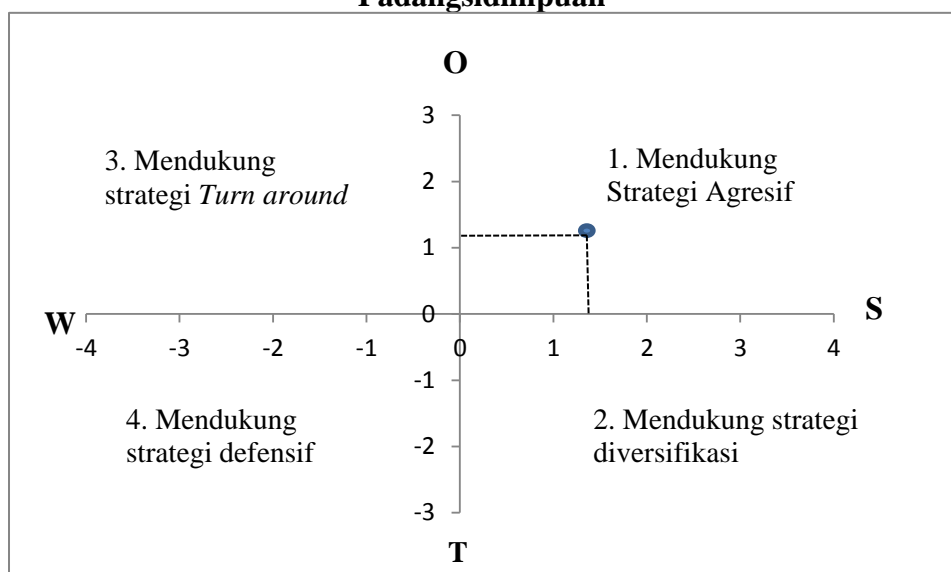 Padangsidimpuan
O
3
3. Mendukung
strategi Turn around
1. Mendukung
Strategi Agresif
2
1
W
0
S
-4 -3 -2 -1 0 1 2 3 4
-1
4. Mendukung
strategi defensif
2. Mendukung strategi
diversifikasi
-2
-3
T